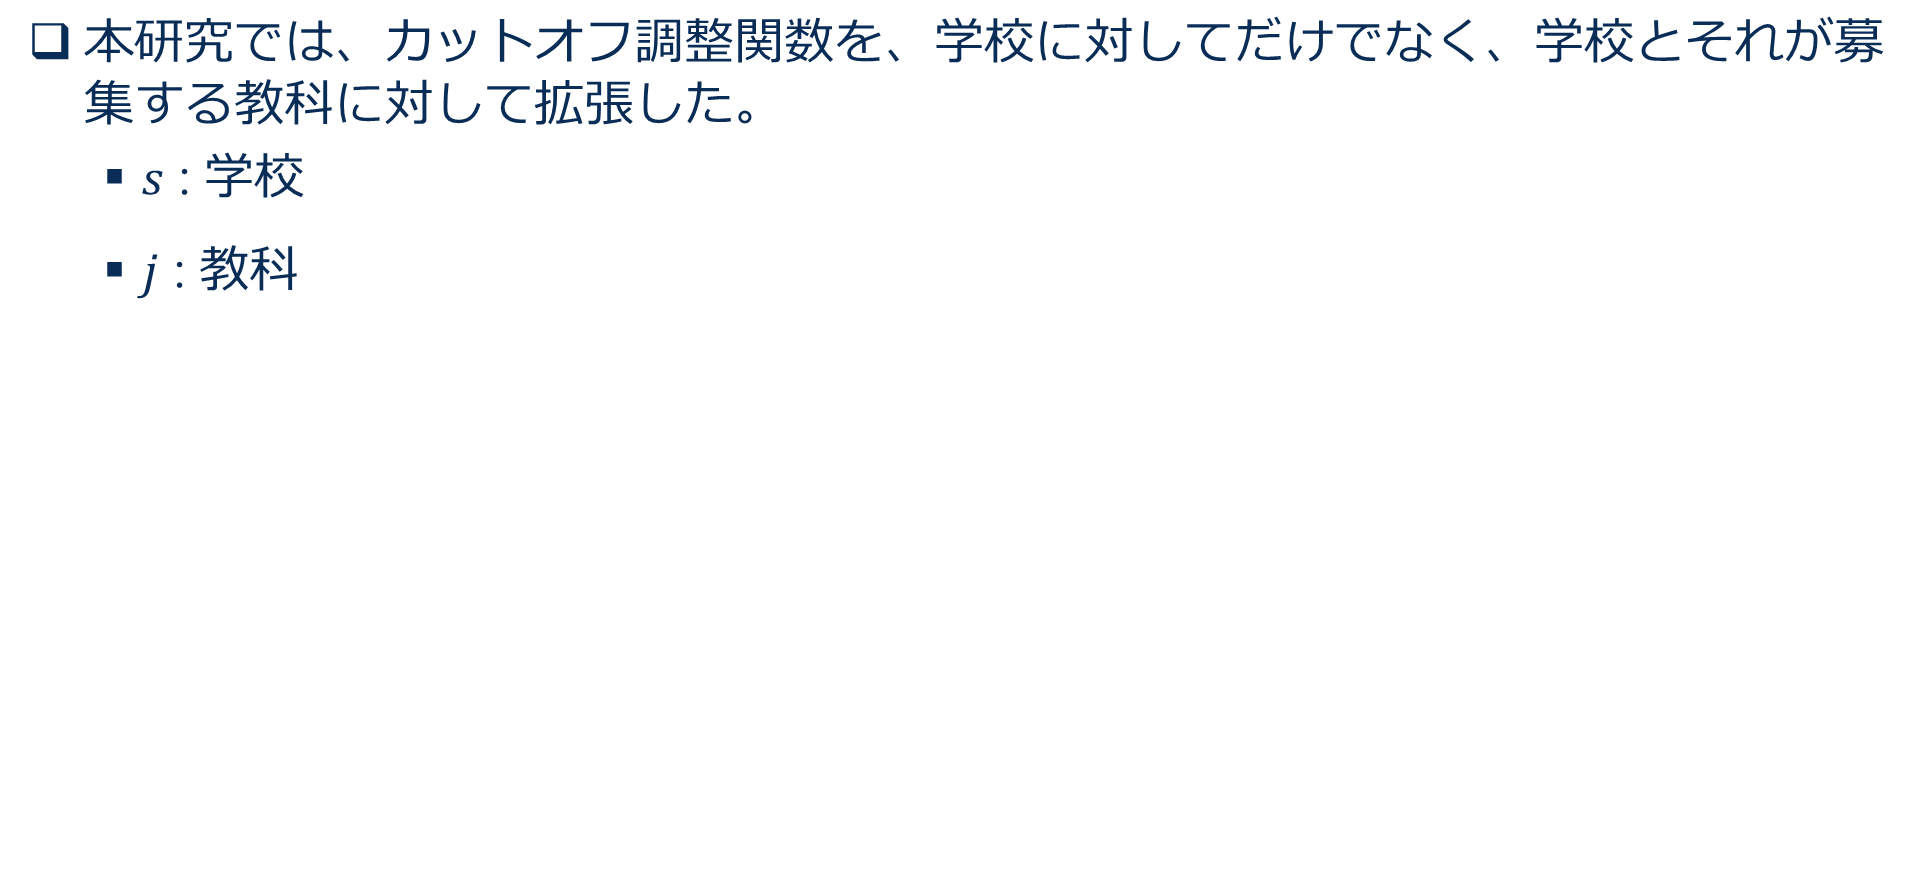 ❑ 本研究では、カットオフ調整関数を、学校に対してだけでなく、学校とそれが募
集する教科に対して拡張した。
▪ s : 学校
▪ j : 教科